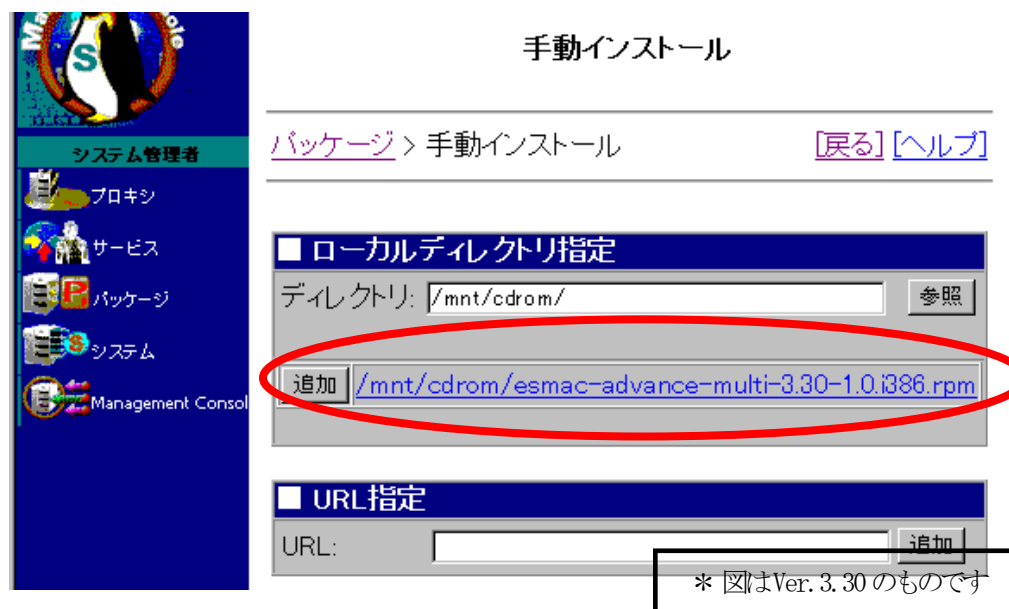 手動インストール
パッケージ > 手動インストール [戻る] [ヘルプ]
システム管理者
プロキシ
サービス
パッケージ
システム
Management Consol
■ ローカルディレクトリ指定
ディレクトリ: /mnt/cdrom/ 参照
追加 /mnt/cdrom/esmac-advance-multi-3.30-1.0.i386.rpm
■ URL指定
URL: 追加
＊図はVer.3.30のものです